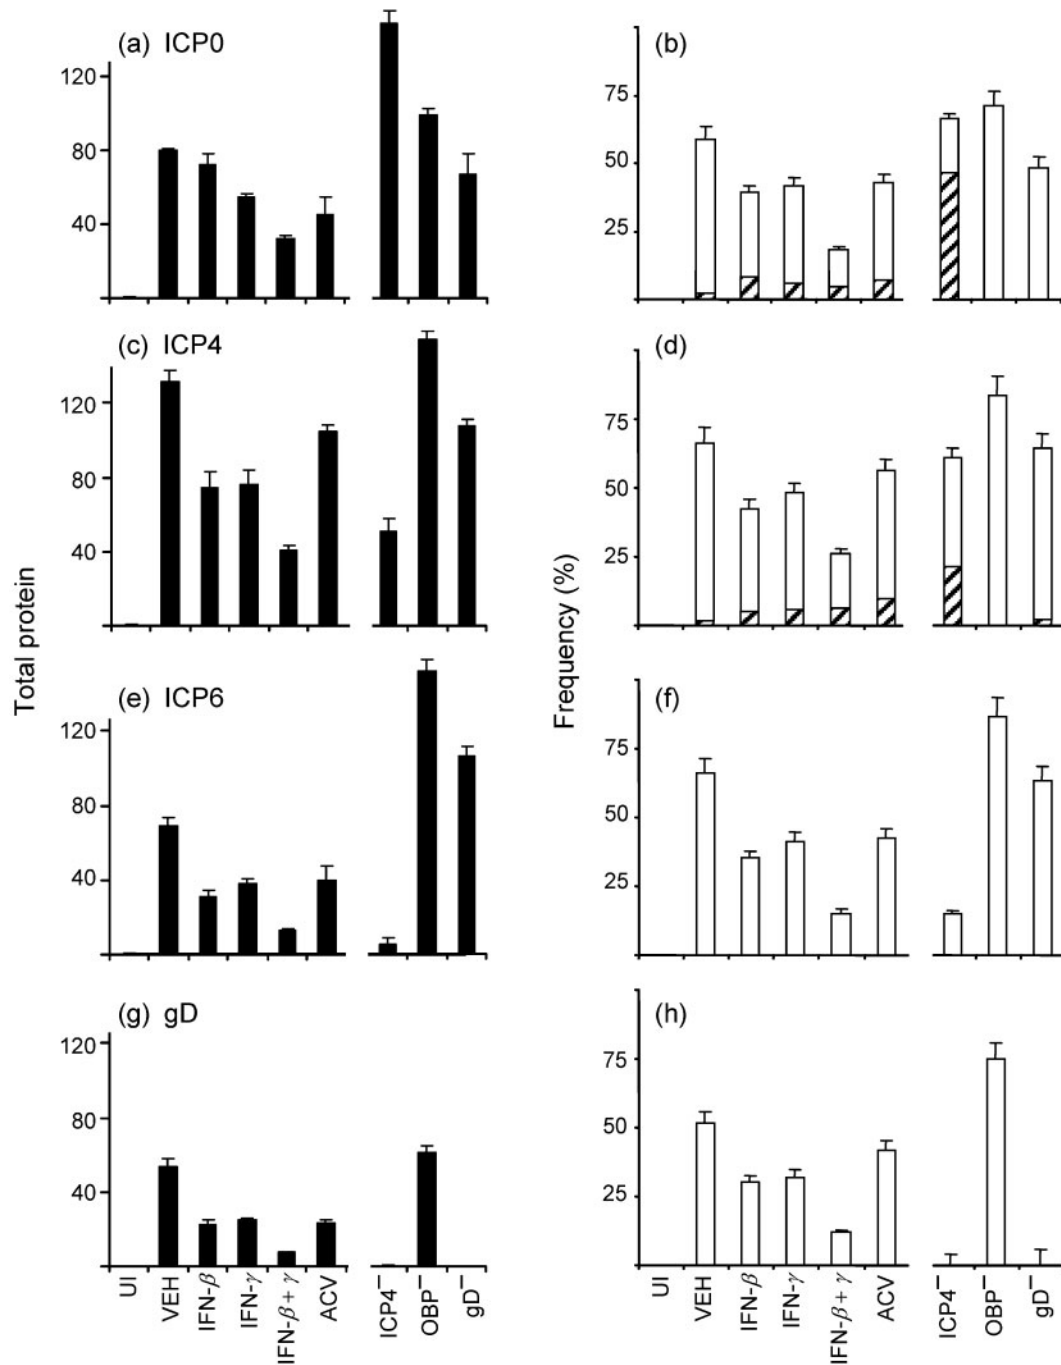 (a) ICP0
120
80
40
(b)
75
50
25
(c) ICP4
120
80
40
(d)
75
50
25
(e) ICP6
120
80
40
(f)
75
50
25
(g) gD
120
80
40
(h)
75
50
25
Total protein
Frequency (%)
UI
VEH
IFN-β
IFN-γ
IFN-β + γ
ACV
ICP4−
OBP−
gD−
UI
VEH
IFN-β
IFN-γ
IFN-β + γ
ACV
ICP4−
OBP−
gD−